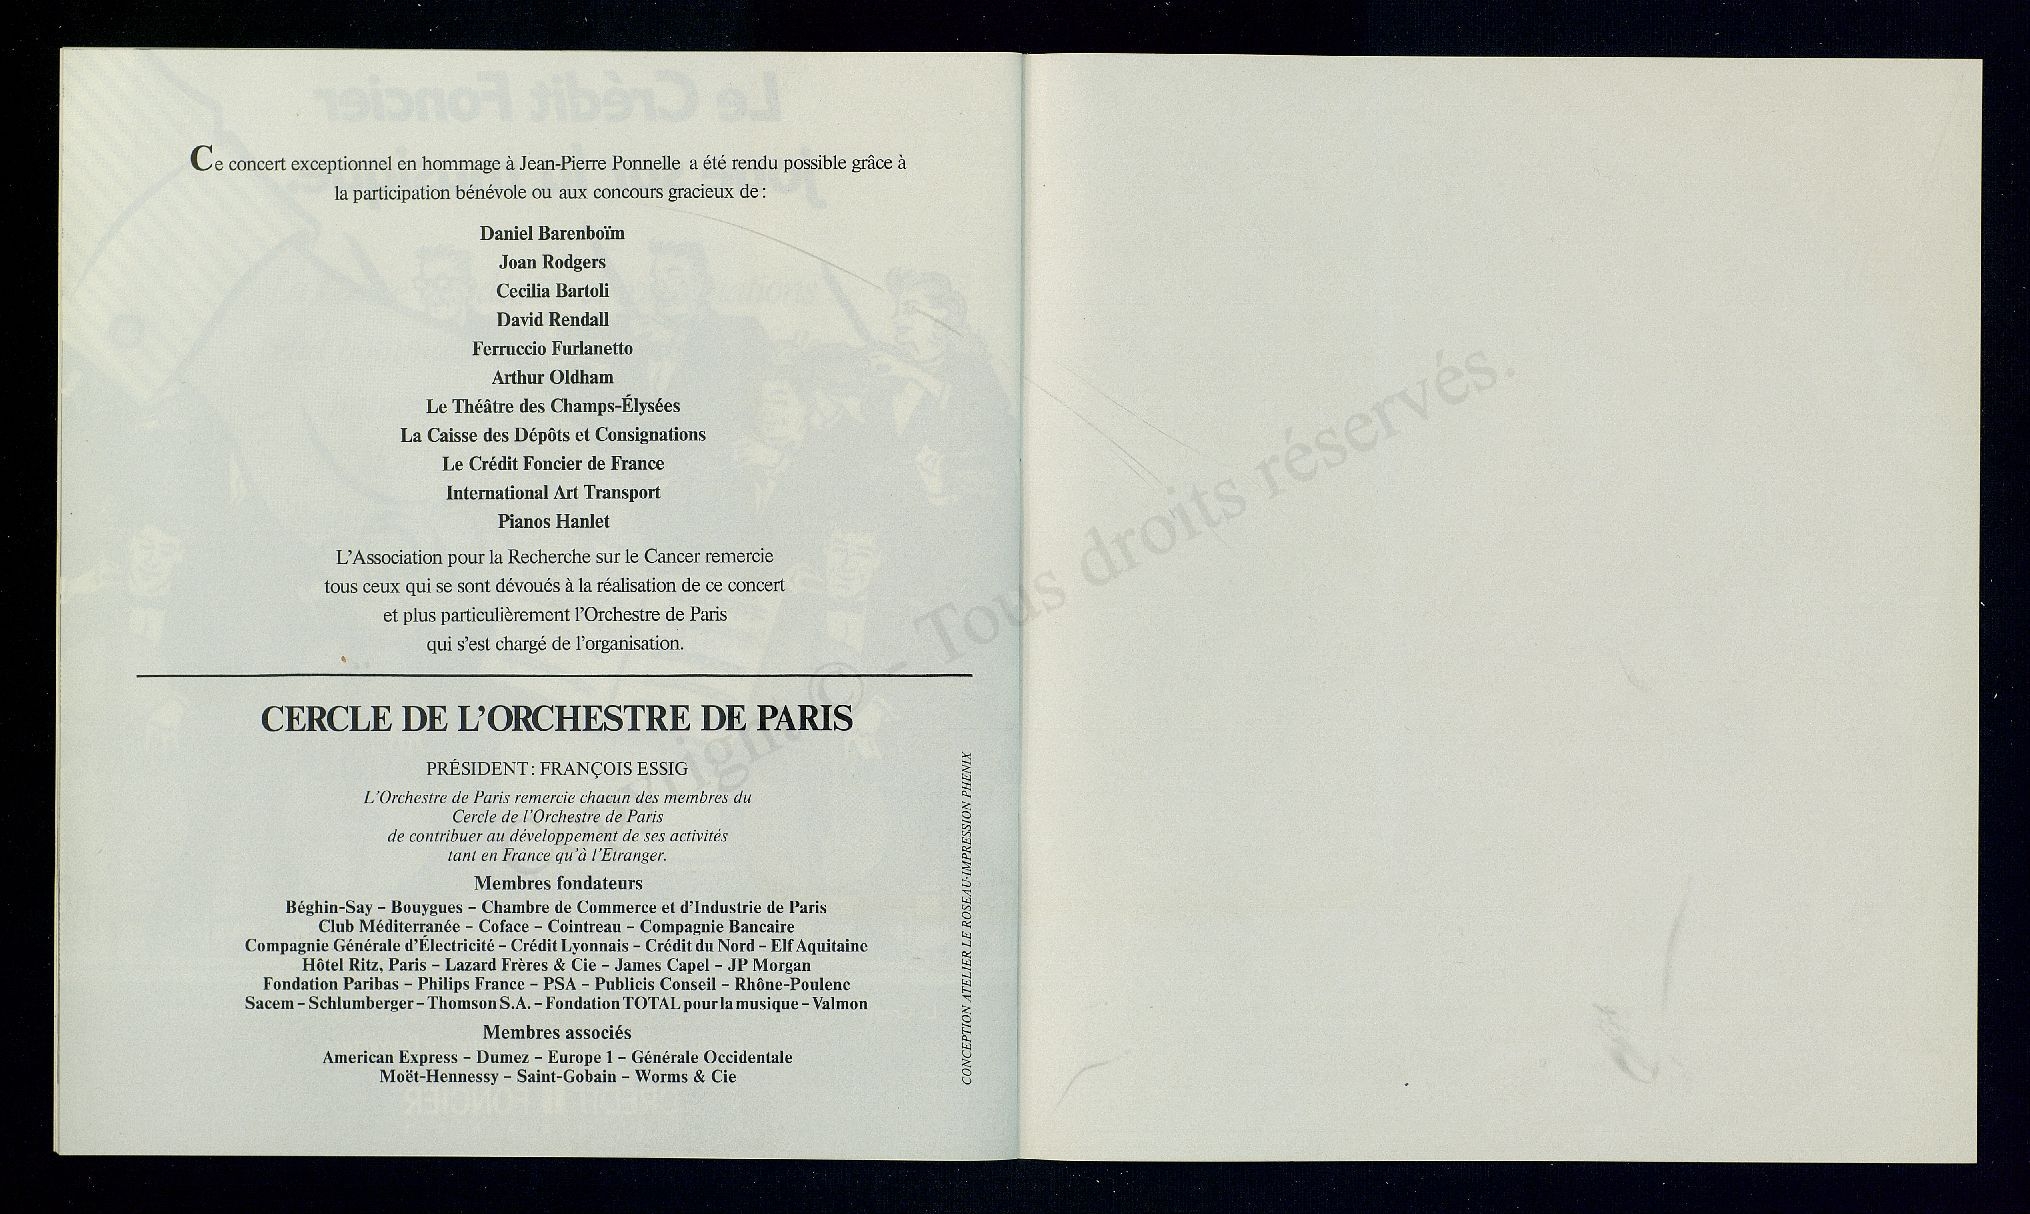 Ce concert exceptionnel en hommage à Jean-Pierre Ponnelle a été rendu possible grâce à
la participation bénévole ou aux concours gracieux de :
Daniel Barenboïm
Joan Rodgers
Cecilia Bartoli
David Rendall
Ferruccio Furlanetto
Arthur Oldham
Le Théâtre des Champs-Élysées
La Caisse des Dépôts et Consignations
Le Crédit Foncier de France
International Art Transport
Pianos Hanlet
L'Association pour la Recherche sur le Cancer remercie
tous ceux qui se sont dévoués à la réalisation de ce concert
et plus particulièrement l'Orchestre de Paris
qui s'est chargé de l'organisation.
CERCLE DE L'ORCHESTRE DE PARIS
PRÉSIDENT : FRANÇOIS ESSIG
L'Orchestre de Paris remercie chacun des membres du
Cercle de l'Orchestre de Paris
de contribuer au développement de ses activités
tant en France qu'à l'Etranger.
Membres fondateurs
Béghin-Say – Bouygues – Chambre de Commerce et d'Industrie de Paris
Club Méditerranée – Coface – Cointreau – Compagnie Bancaire
Compagnie Générale d'Électricité – Crédit Lyonnais – Crédit du Nord – Elf Aquitaine
Hôtel Ritz, Paris – Lazard Frères & Cie – James Capel – JP Morgan
Fondation Paribas – Philips France – PSA – Publicis Conseil – Rhône-Poulenc
Sacem – Schlumberger – Thomson S.A. – Fondation TOTAL pour la musique – Valmon
Membres associés
American Express – Dumez – Europe 1 – Générale Occidentale
Moët-Hennessy – Saint-Gobain – Worms & Cie
CONCEPTION ATELIER LE ROSEAU-IMPRESSION PHENIX
© - Tous droits réservés.